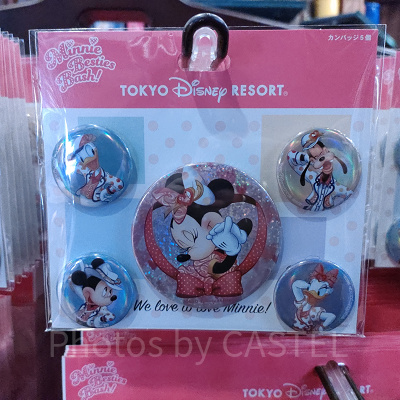 Minnie
Besties
Bash!
カンバッジ5個
TOKYO Disney RESORT®
We love to love Minnie!
Photos by CASTEL
Minnie
Besties
Bash!
TOKYO Disney RESORT